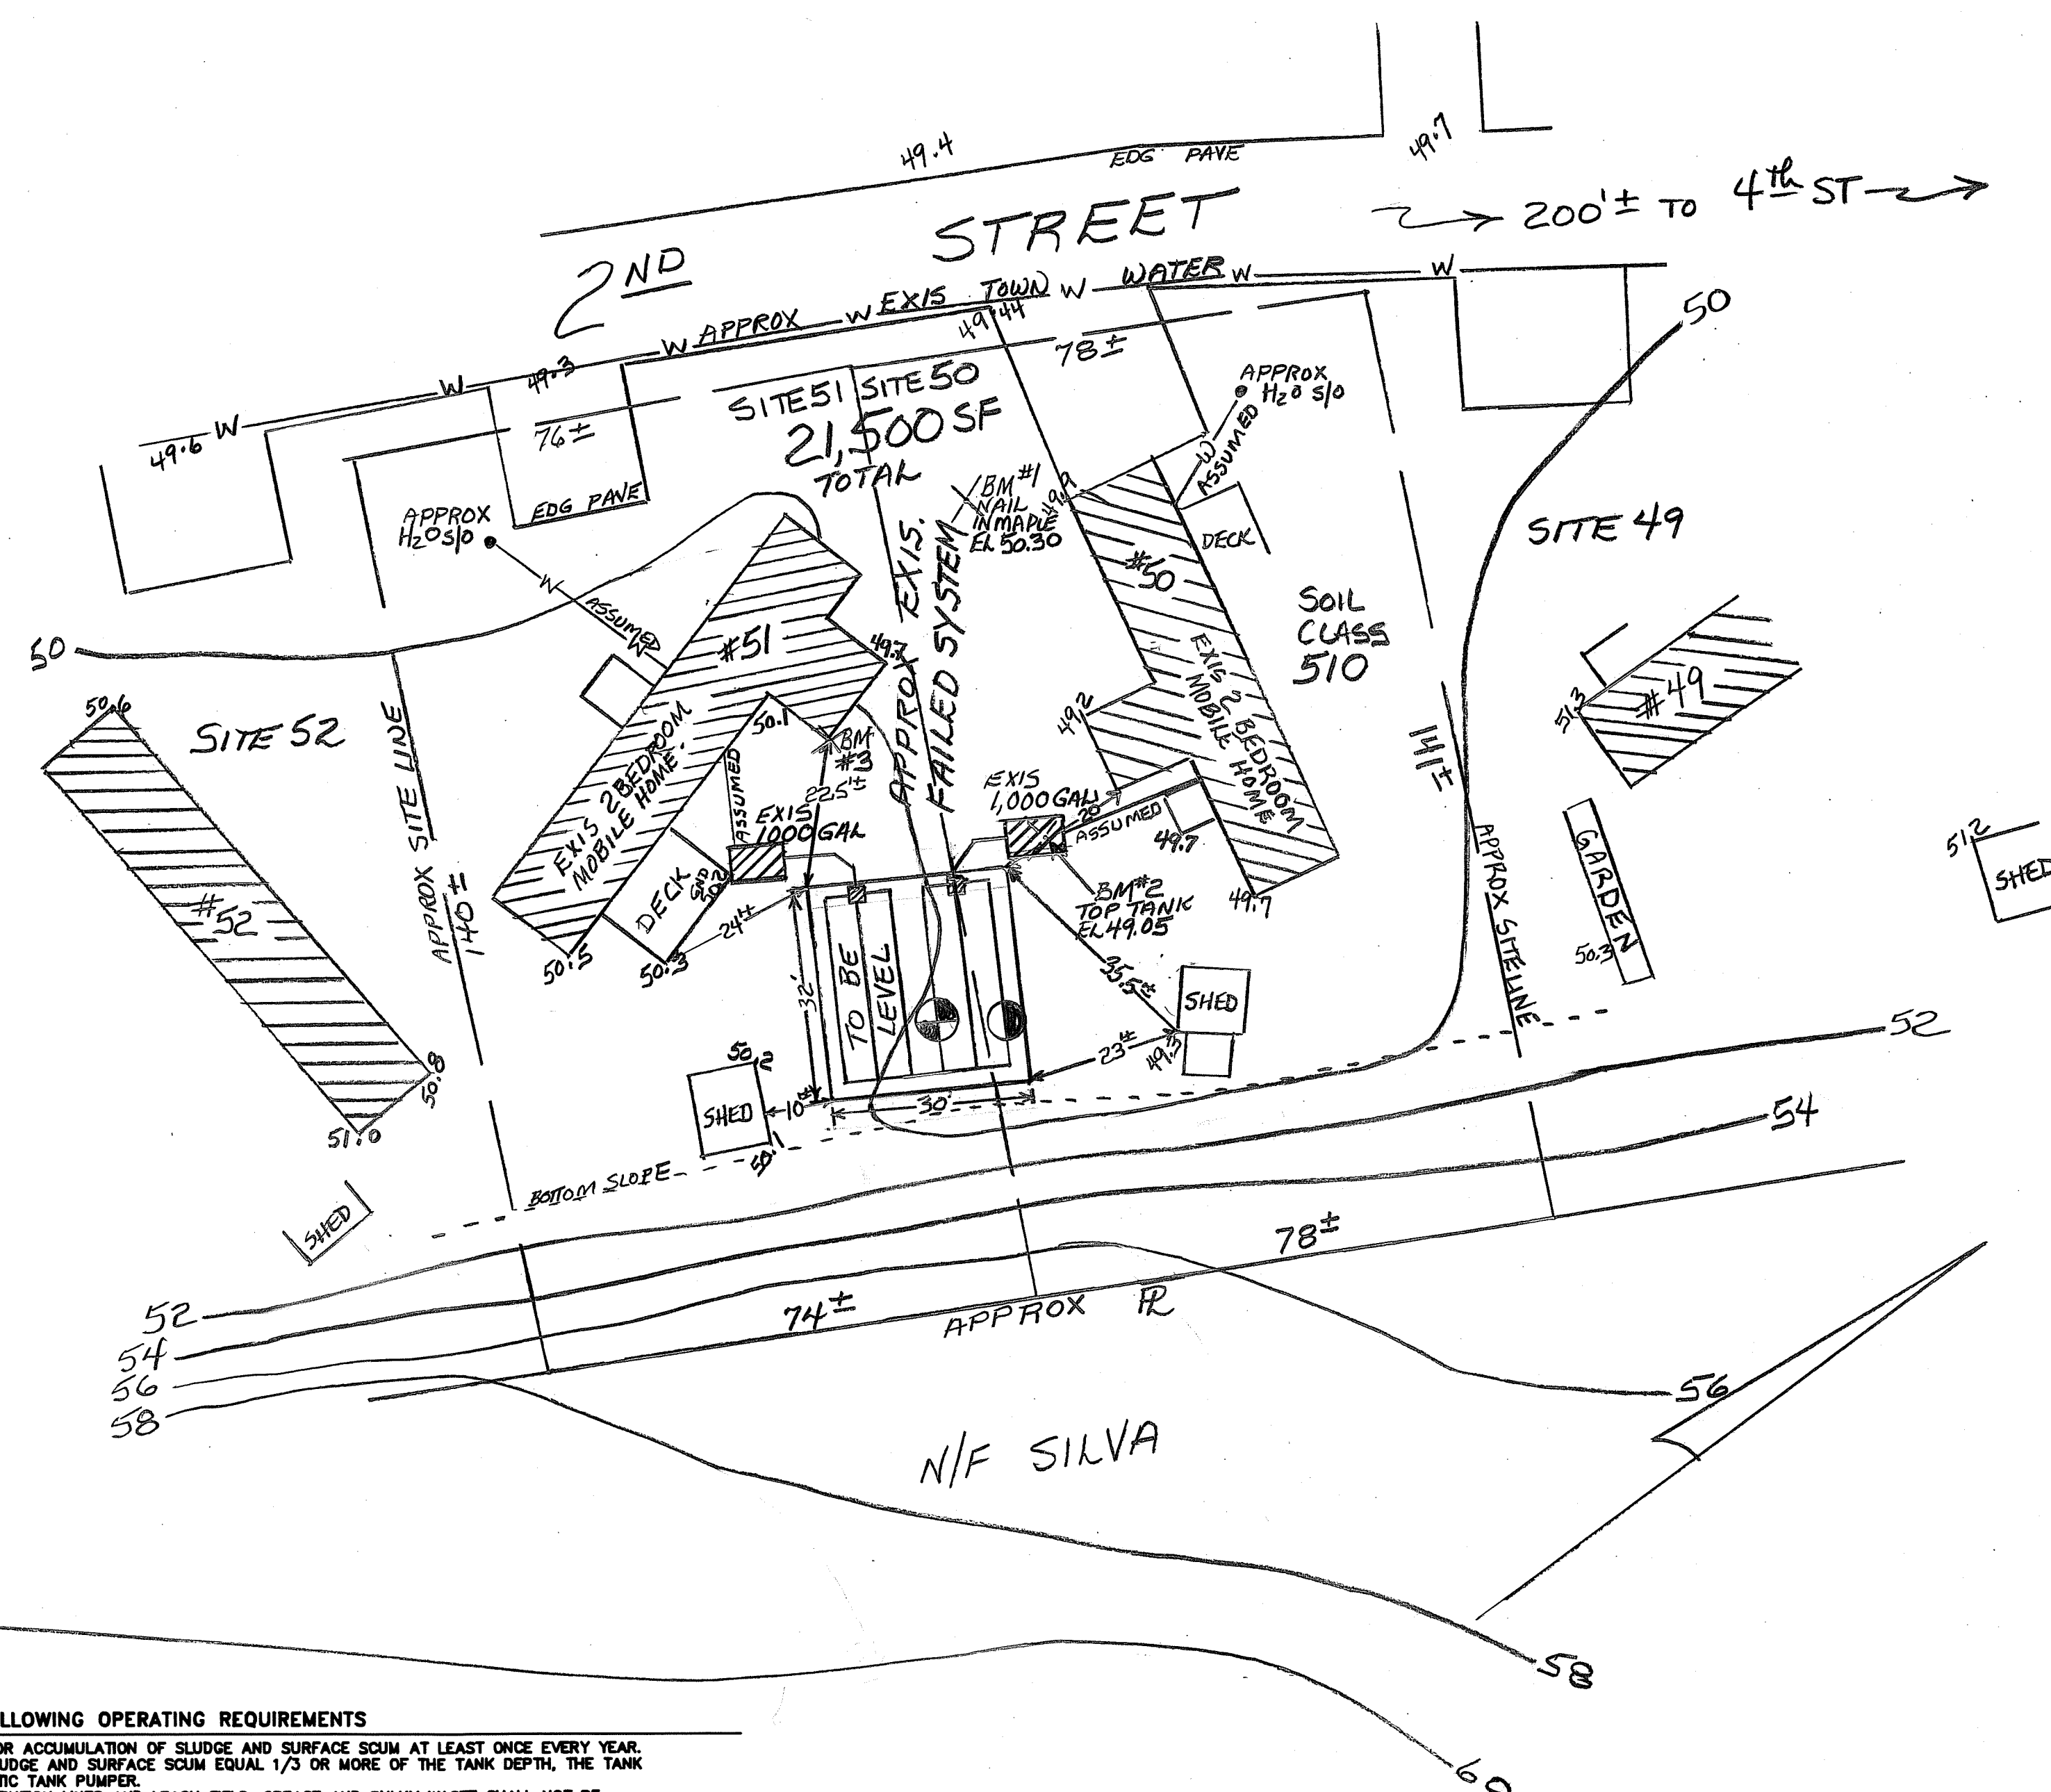 49.4
EDG PAVE
49.7
2ND STREET
200'± TO 4th ST
W W W APPROX W EXIS TOWN W WATER W W
49.6
49.3
49.44
50
76±
78±
SITE 51
SITE 50
21,500 SF
TOTAL
EDG PAVE
APPROX
H2O S/O
W
ASSUMED
W
APPROX
H2O S/O
W
ASSUMED
BM #1
NAIL
IN MAPLE
EL 50.30
49.9
DECK
#50
EXIS 2 BEDROOM
MOBILE HOME
SOIL
CLASS
510
SITE 49
50
#51
EXIS 2 BEDROOM
MOBILE HOME
49.7
50.1
BM
#3
22.5'±
APPROX EXIS.
FAILED SYSTEM
49.2
141±
#49
51.3
50.6
SITE 52
APPROX SITE LINE
140±
#52
ASSUMED
EXIS
1000 GAL
EXIS
1,000 GAL
20
ASSUMED
49.7
49.7
BM #2
TOP TANK
EL 49.05
APPROX SITE LINE
GARDEN
50.3
51.2
SHED
DECK
GND
50.2
24'±
50.5
50.3
32'
TO BE
LEVEL
35.5±
SHED
23'±
49.3
50.2
SHED
10'±
30'
50.1
50.8
51.0
SHED
BOTTOM SLOPE
52
54
78±
74±
APPROX PL
52
54
56
58
56
N/F SILVA
58
60
LLOWING OPERATING REQUIREMENTS
OR ACCUMULATION OF SLUDGE AND SURFACE SCUM AT LEAST ONCE EVERY YEAR.
UDGE AND SURFACE SCUM EQUAL 1/3 OR MORE OF THE TANK DEPTH, THE TANK
TIC TANK PUMPER.